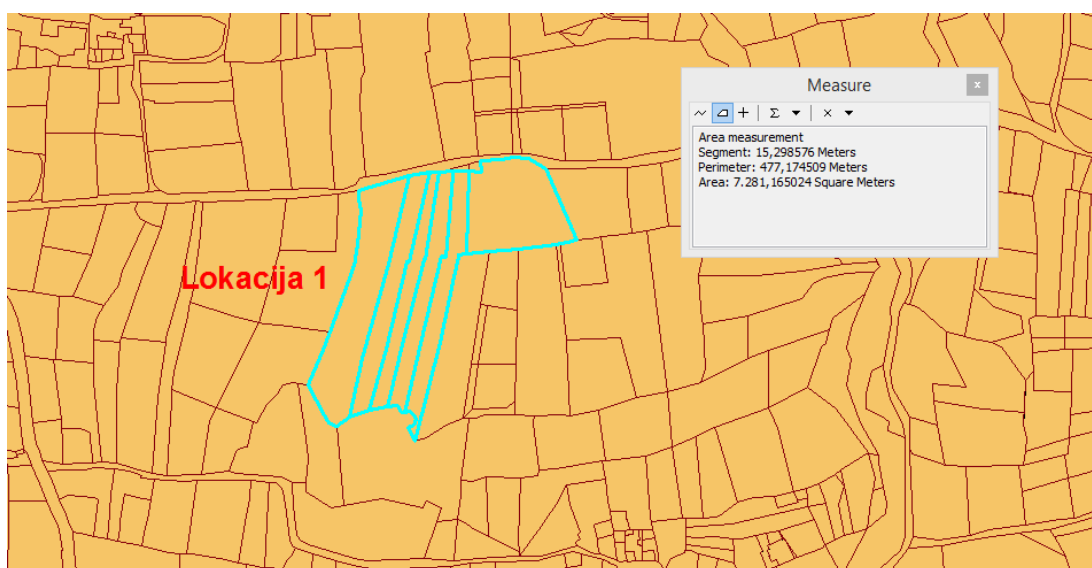 Measure
Area measurement
Segment: 15,298576 Meters
Perimeter: 477,174509 Meters
Area: 7.281,165024 Square Meters
Lokacija 1